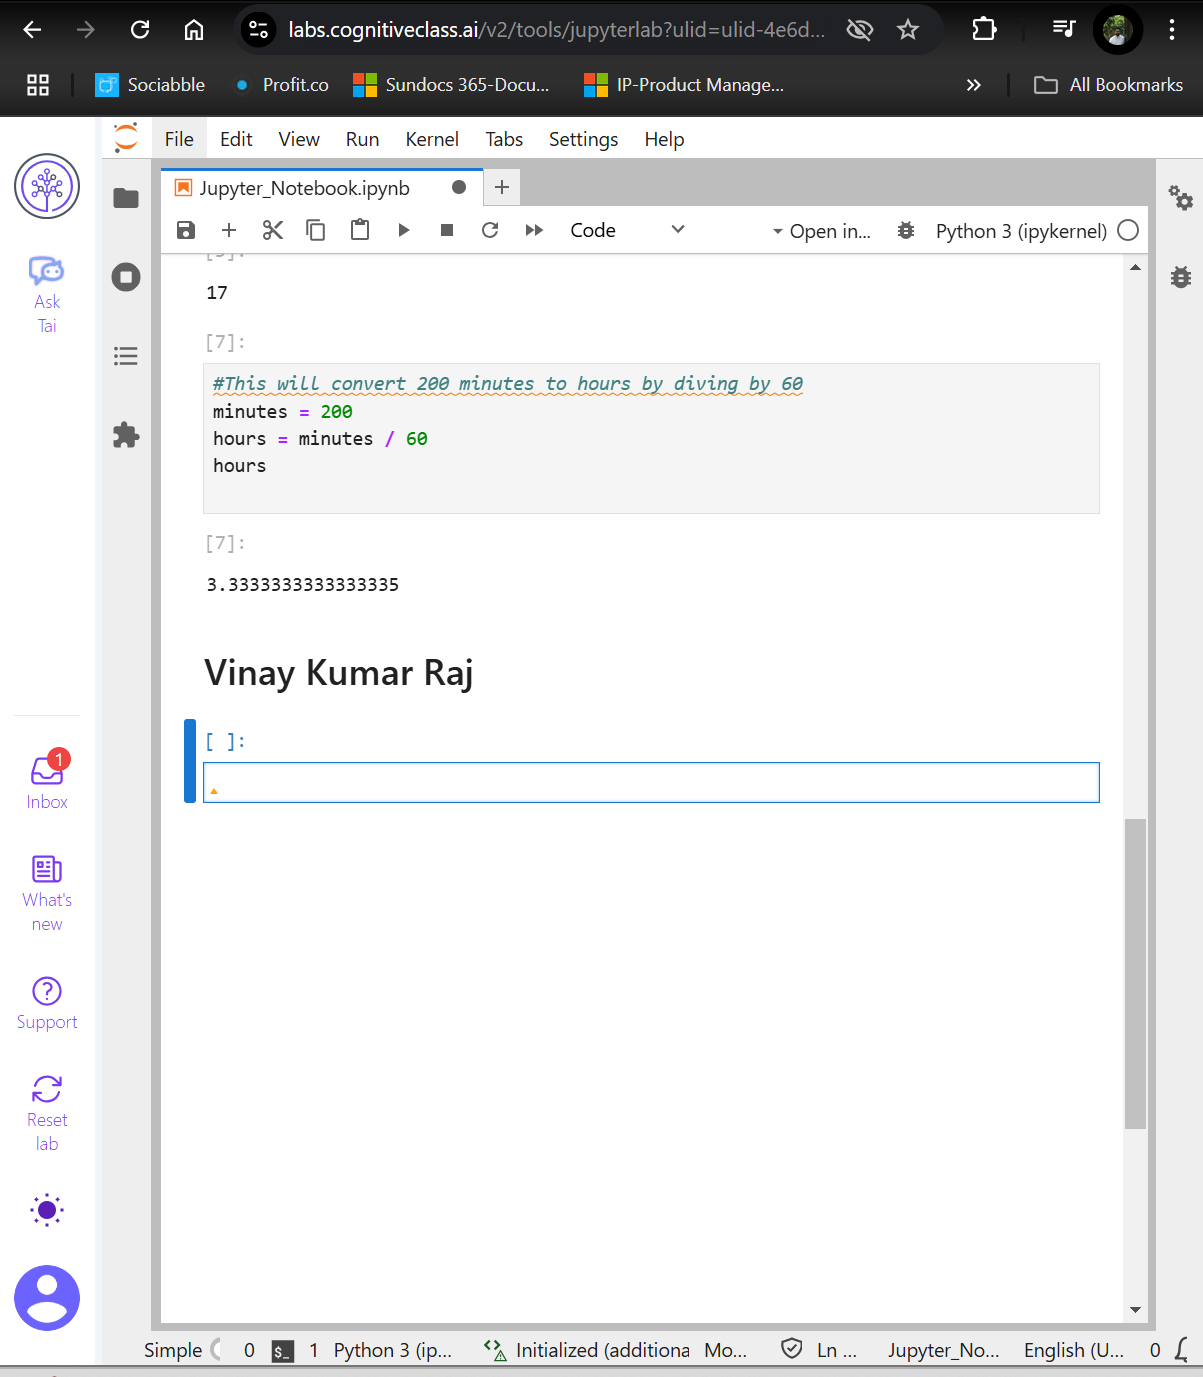 labs.cognitiveclass.ai/v2/tools/jupyterlab?ulid=ulid-4e6d...
Sociabble
Profit.co
Sundocs 365-Docu...
IP-Product Manage...
»
All Bookmarks
File Edit View Run Kernel Tabs Settings Help
Jupyter_Notebook.ipynb
Code
Open in...
Python 3 (ipykernel)
Ask
Tai
17
[7]:
#This will convert 200 minutes to hours by diving by 60
minutes = 200
hours = minutes / 60
hours
[7]:
3.3333333333333335
Vinay Kumar Raj
[ ]:
1
Inbox
What's
new
Support
Reset
lab
Simple 0 $_ 1 Python 3 (ip... Initialized (additiona Mo... Ln ... Jupyter_No... English (U... 0